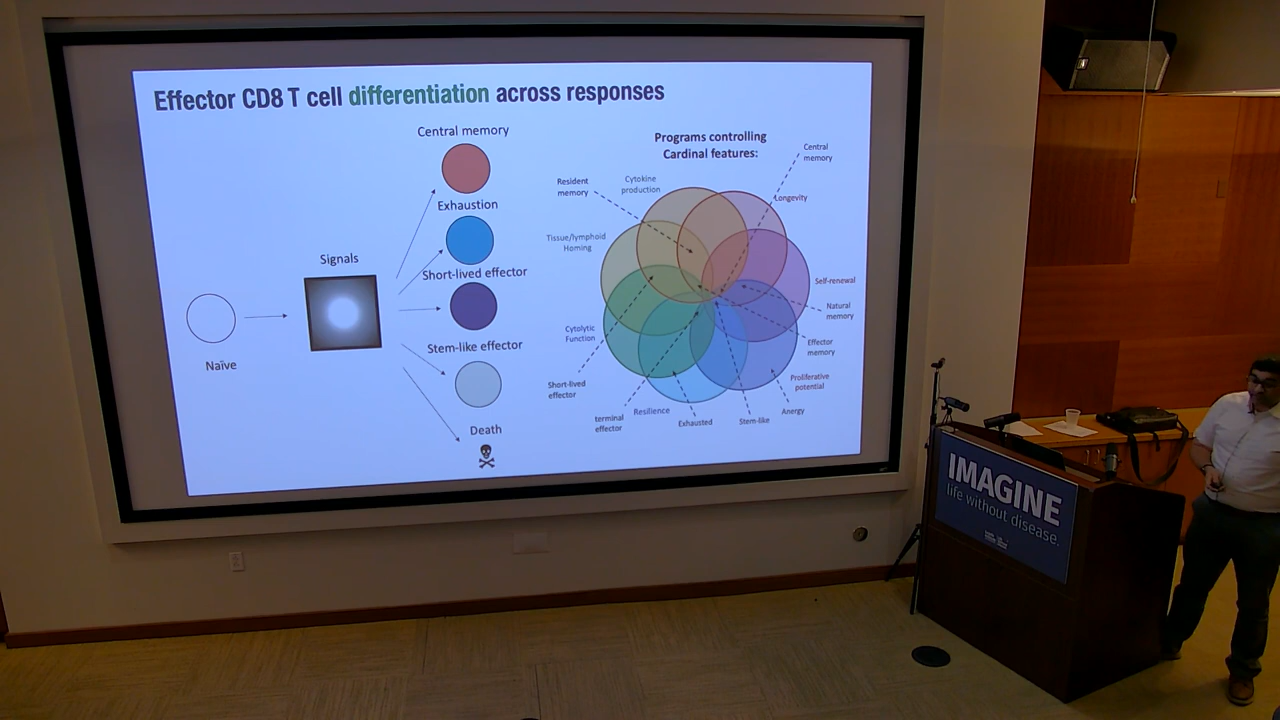 Effector CD8 T cell differentiation across responses
Central memory
Exhaustion
Short-lived effector
Stem-like effector
Death
Signals
Naïve
Programs controlling
Cardinal features:
Central
memory
Cytokine
production
Resident
memory
Longevity
Tissue/lymphoid
Homing
Self-renewal
Natural
memory
Cytolytic
Function
Effector
memory
Short-lived
effector
Proliferative
potential
terminal
effector
Resilience
Exhausted
Stem-like
Anergy
IMAGINE
life without disease.